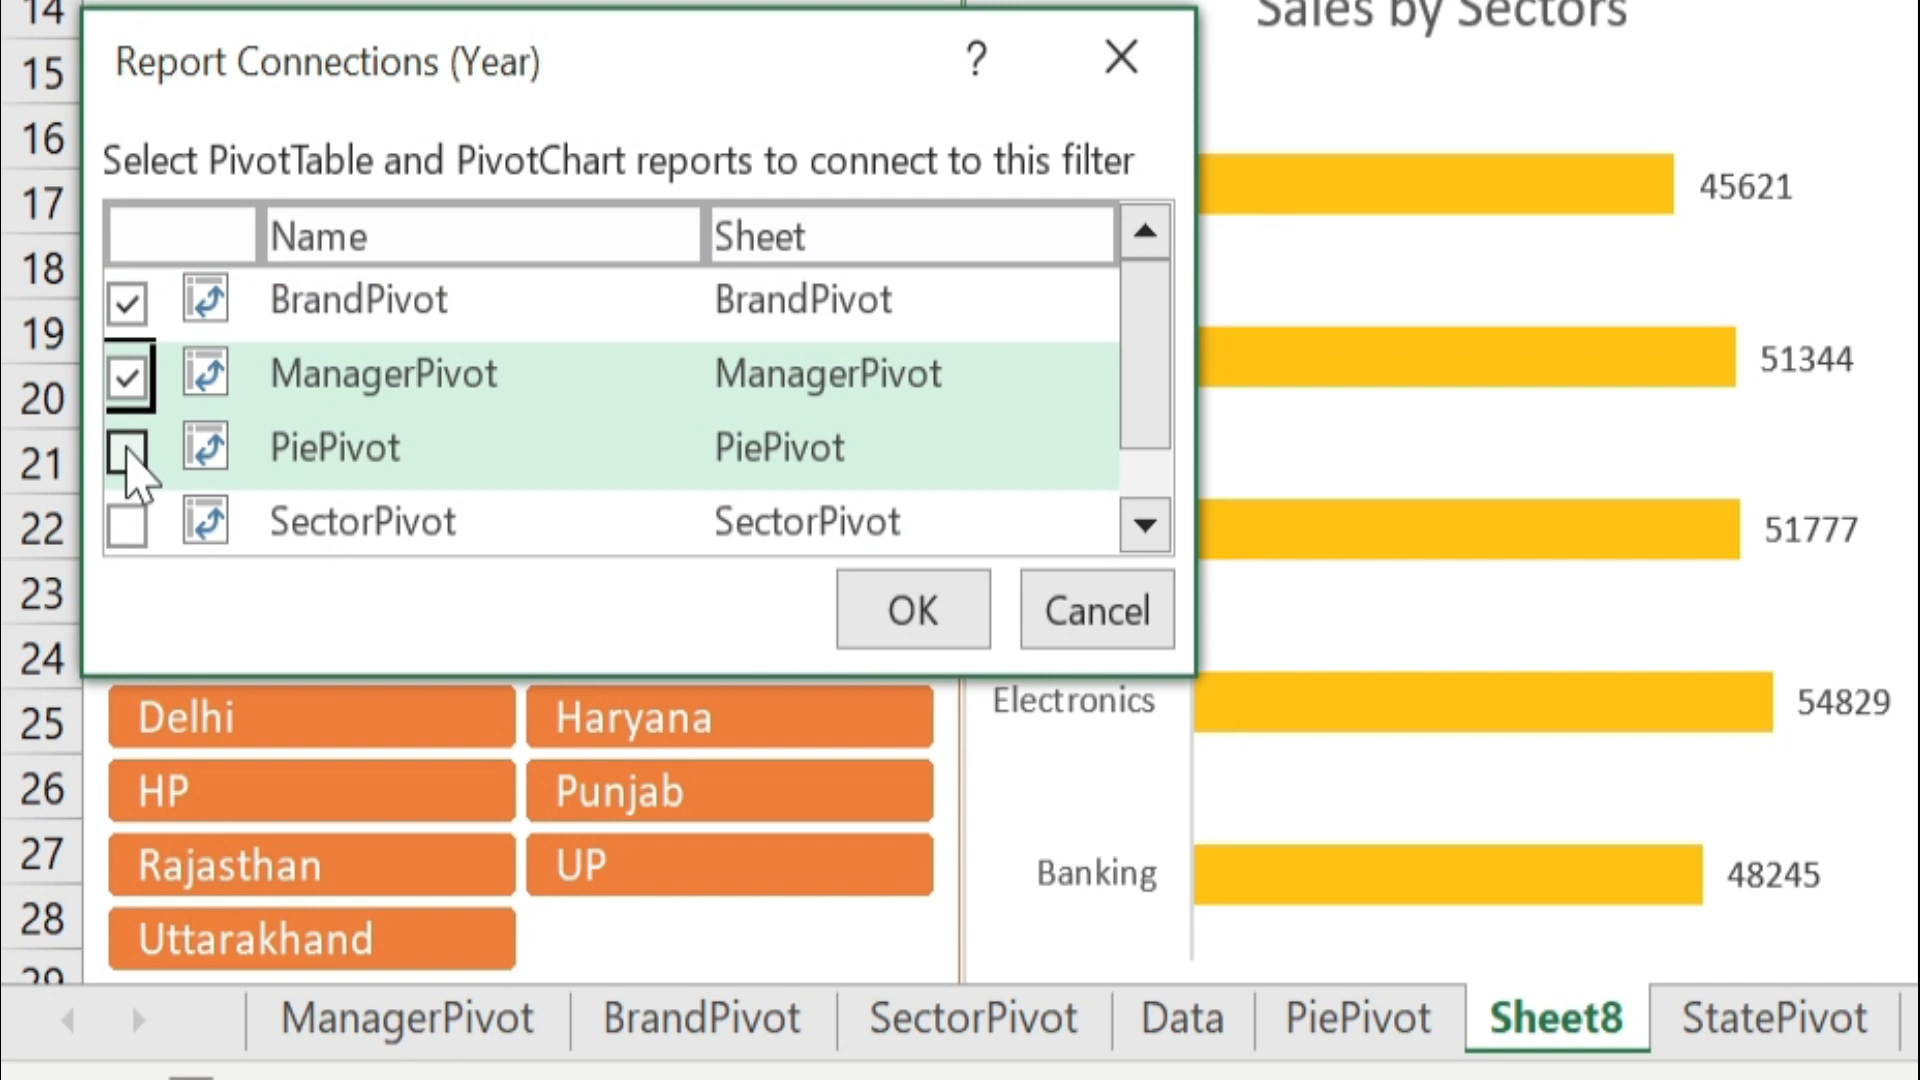 14
15
16
17
18
19
20
21
22
23
24
25
26
27
28
29
Report Connections (Year)
?
Select PivotTable and PivotChart reports to connect to this filter
Name Sheet
BrandPivot BrandPivot
ManagerPivot ManagerPivot
PiePivot PiePivot
SectorPivot SectorPivot
OK Cancel
Delhi Haryana
HP Punjab
Rajasthan UP
Uttarakhand
Sales by Sectors
45621
51344
51777
Electronics 54829
Banking 48245
ManagerPivot BrandPivot SectorPivot Data PiePivot Sheet8 StatePivot